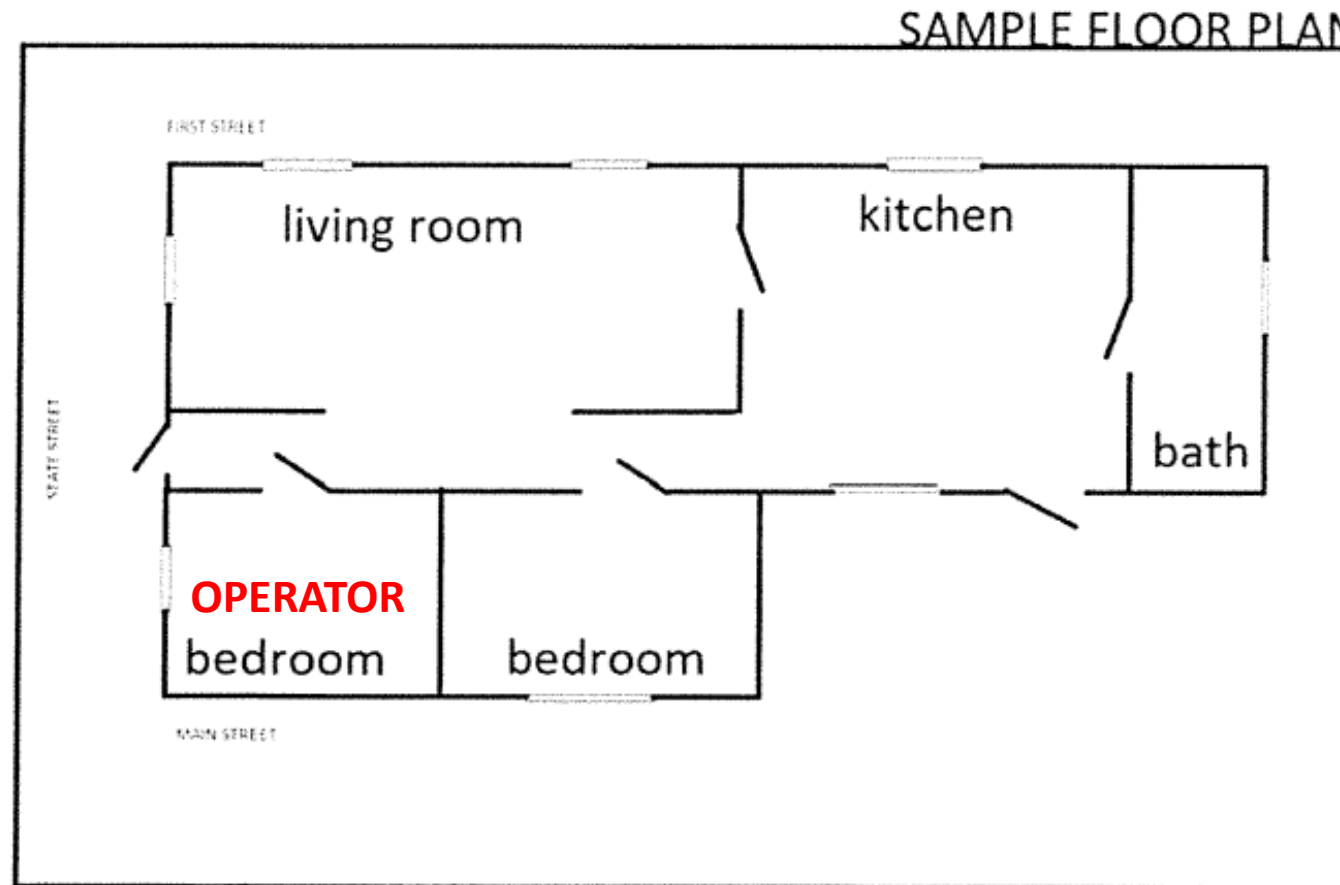 SAMPLE FLOOR PLAN
FIRST STREET
living room
kitchen
STATE STREET
bath
OPERATOR
bedroom
bedroom
MAIN STREET